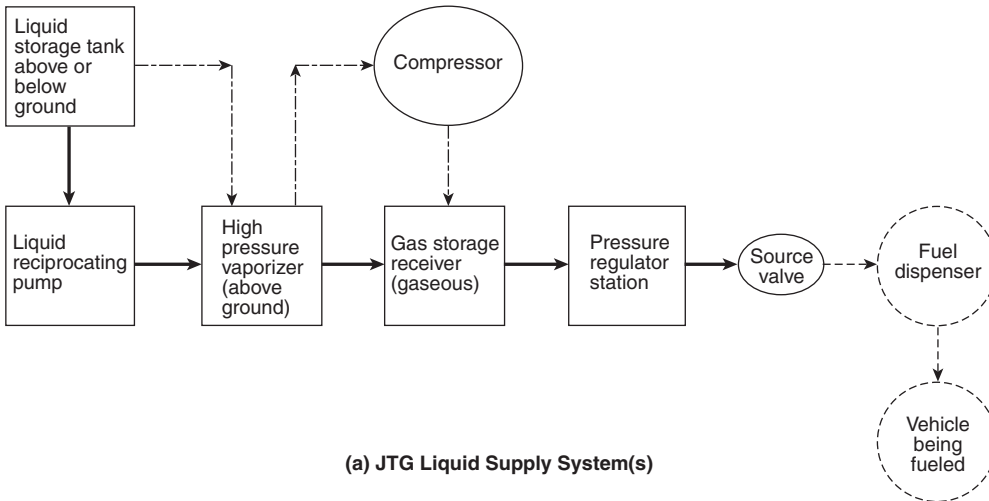 Liquid
storage tank
above or
below
ground
Compressor
Liquid
reciprocating
pump
High
pressure
vaporizer
(above
ground)
Gas storage
receiver
(gaseous)
Pressure
regulator
station
Source
valve
Fuel
dispenser
Vehicle
being
fueled
(a) JTG Liquid Supply System(s)